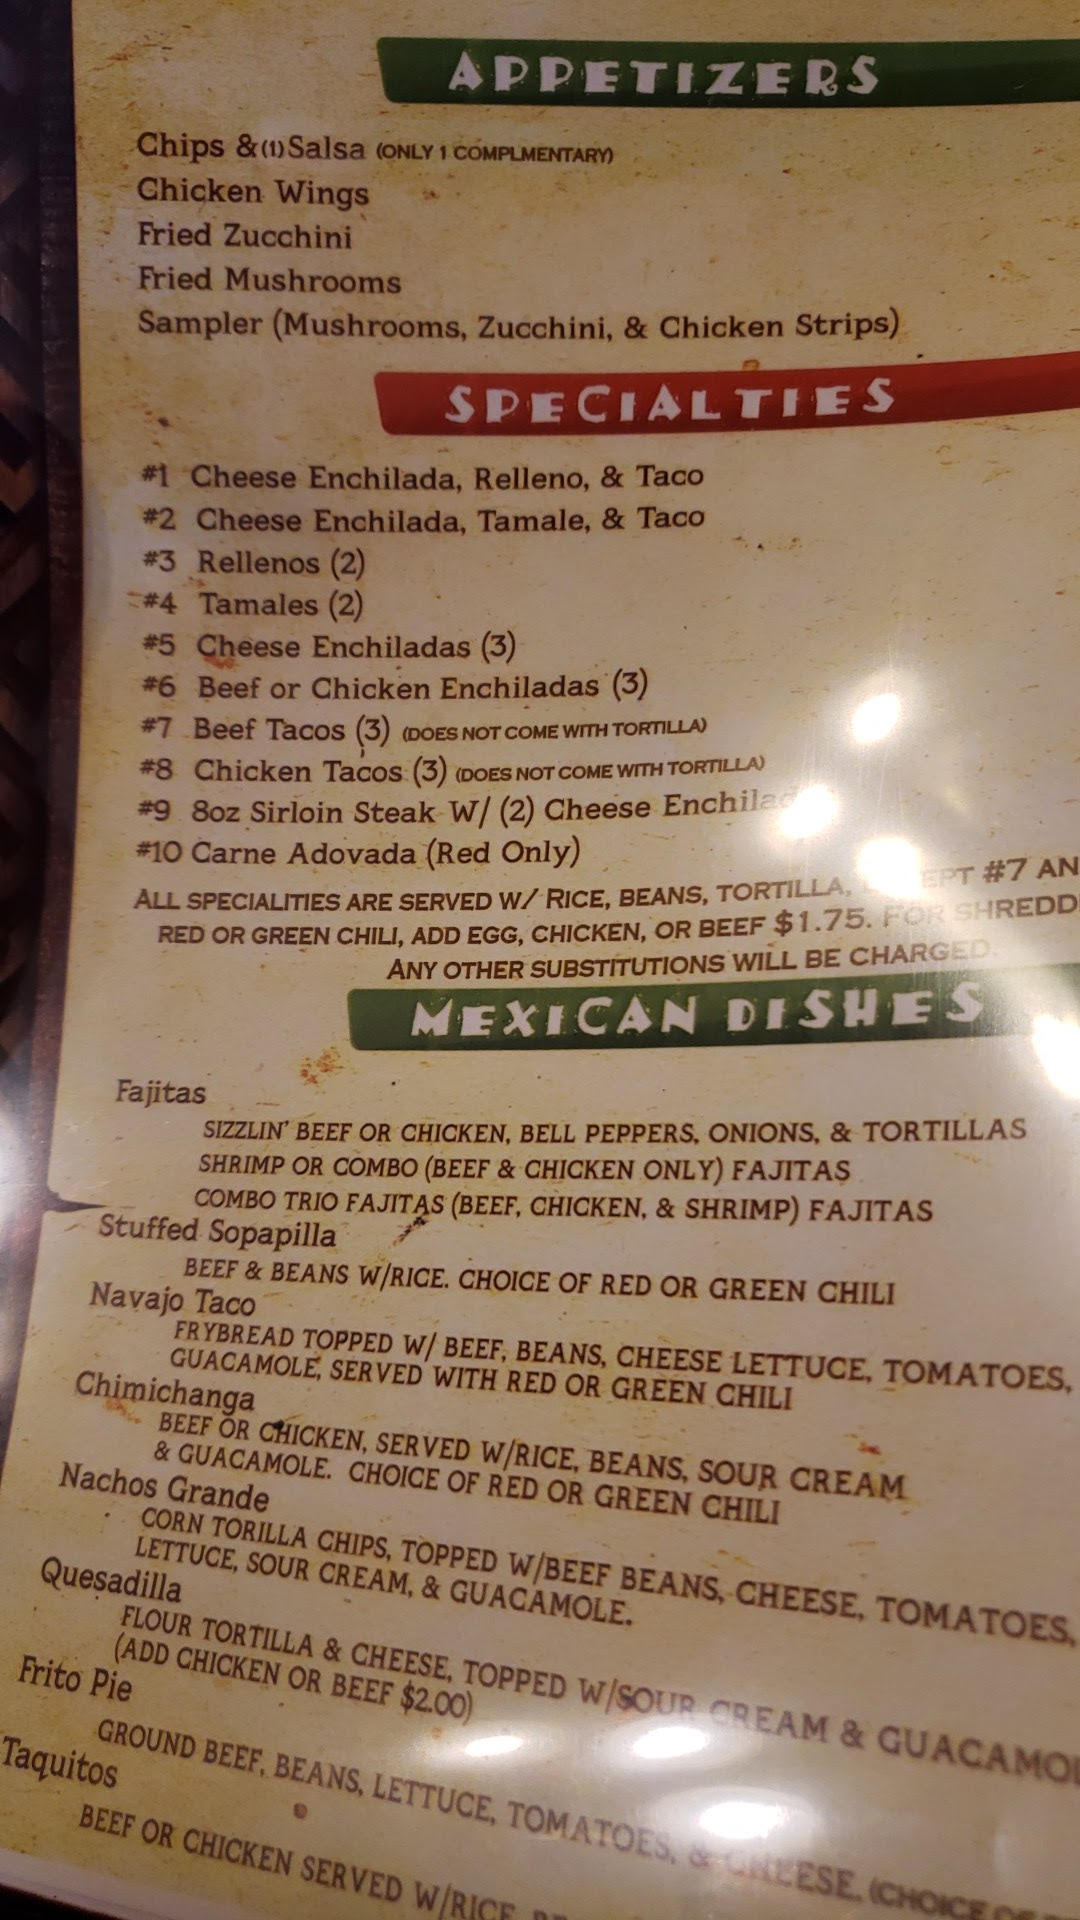 APPETIZERS
Chips &(1)Salsa (ONLY 1 COMPLMENTARY)
Chicken Wings
Fried Zucchini
Fried Mushrooms
Sampler (Mushrooms, Zucchini, & Chicken Strips)
SPECIALTIES
#1 Cheese Enchilada, Relleno, & Taco
#2 Cheese Enchilada, Tamale, & Taco
#3 Rellenos (2)
#4 Tamales (2)
#5 Cheese Enchiladas (3)
#6 Beef or Chicken Enchiladas (3)
#7 Beef Tacos (3) (DOES NOT COME WITH TORTILLA)
#8 Chicken Tacos (3) (DOES NOT COME WITH TORTILLA)
#9 8oz Sirloin Steak W/ (2) Cheese
#10 Carne Adovada (Red Only)
ALL SPECIALITIES ARE SERVED W/ RICE, BEANS, TORTILLA, #7
RED OR GREEN CHILI, ADD EGG, CHICKEN, OR BEEF $1.75. FOR
ANY OTHER SUBSTITUTIONS WILL BE CHARGED.
MEXICAN DISHES
Fajitas
SIZZLIN' BEEF OR CHICKEN, BELL PEPPERS, ONIONS, & TORTILLAS
SHRIMP OR COMBO (BEEF & CHICKEN ONLY) FAJITAS
COMBO TRIO FAJITAS (BEEF, CHICKEN, & SHRIMP) FAJITAS
Stuffed Sopapilla
BEEF & BEANS W/RICE. CHOICE OF RED OR GREEN CHILI
Navajo Taco
FRYBREAD TOPPED W/ BEEF, BEANS, CHEESE LETTUCE, TOMATOES,
GUACAMOLE, SERVED WITH RED OR GREEN CHILI
Chimichanga
BEEF OR CHICKEN, SERVED W/RICE, BEANS, SOUR CREAM
& GUACAMOLE. CHOICE OF RED OR GREEN CHILI
Nachos Grande
CORN TORILLA CHIPS, TOPPED W/BEEF BEANS, CHEESE, TOMATOES,
LETTUCE, SOUR CREAM, & GUACAMOLE.
Quesadilla
FLOUR TORTILLA & CHEESE, TOPPED W/SOUR CREAM &
(ADD CHICKEN OR BEEF $2.00)
Frito Pie
GROUND BEEF, BEANS, LETTUCE, TOMATOES, & CHEESE. (CHOICE OF
Taquitos
BEEF OR CHICKEN SERVED W/RICE,